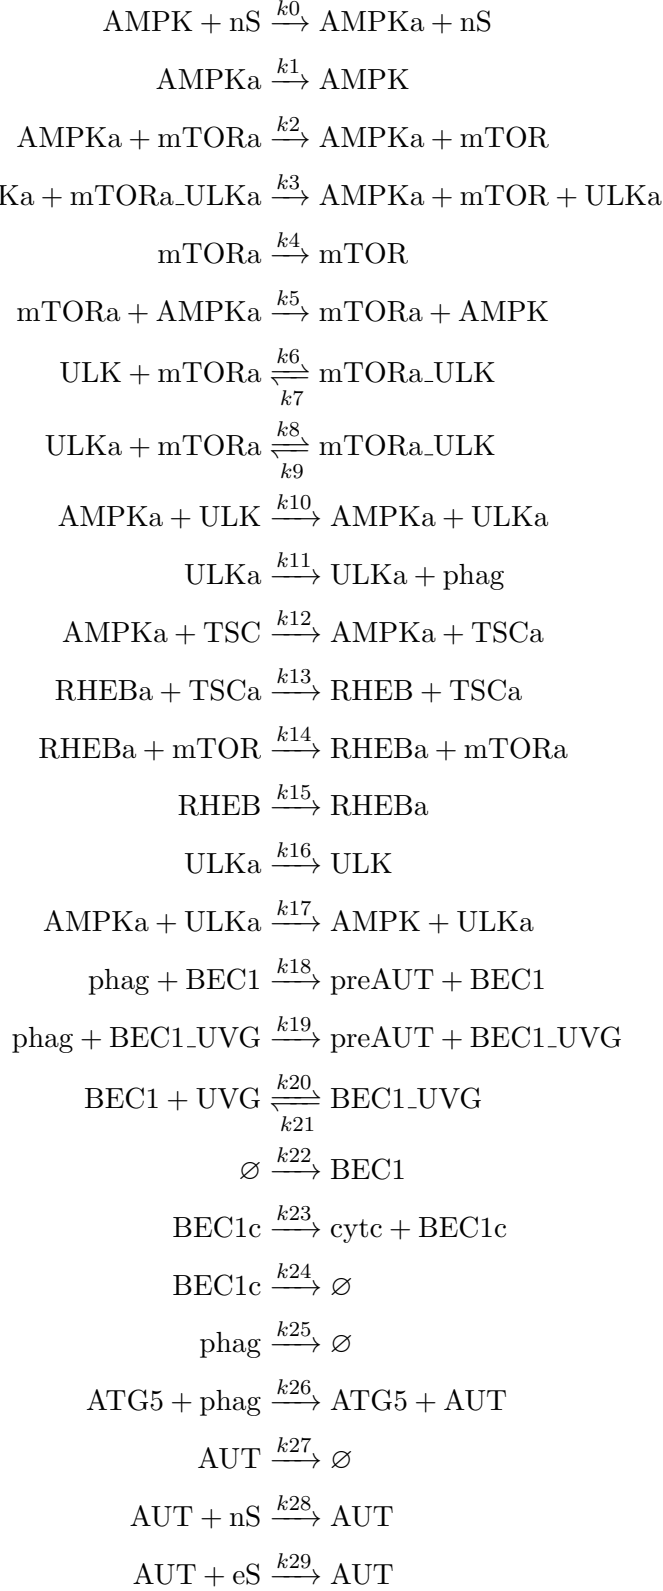 AMPK + nS k0⟶ AMPKa + nS
AMPKa k1⟶ AMPK
AMPKa + mTORa k2⟶ AMPKa + mTOR
Ka + mTORa_ULKa k3⟶ AMPKa + mTOR + ULKa
mTORa k4⟶ mTOR
mTORa + AMPKa k5⟶ mTORa + AMPK
ULK + mTORa k6⇌k7 mTORa_ULK
ULKa + mTORa k8⇌k9 mTORa_ULK
AMPKa + ULK k10⟶ AMPKa + ULKa
ULKa k11⟶ ULKa + phag
AMPKa + TSC k12⟶ AMPKa + TSCa
RHEBa + TSCa k13⟶ RHEB + TSCa
RHEBa + mTOR k14⟶ RHEBa + mTORa
RHEB k15⟶ RHEBa
ULKa k16⟶ ULK
AMPKa + ULKa k17⟶ AMPK + ULKa
phag + BEC1 k18⟶ preAUT + BEC1
phag + BEC1_UVG k19⟶ preAUT + BEC1_UVG
BEC1 + UVG k20⇌k21 BEC1_UVG
∅ k22⟶ BEC1
BEC1c k23⟶ cytc + BEC1c
BEC1c k24⟶ ∅
phag k25⟶ ∅
ATG5 + phag k26⟶ ATG5 + AUT
AUT k27⟶ ∅
AUT + nS k28⟶ AUT
AUT + eS k29⟶ AUT